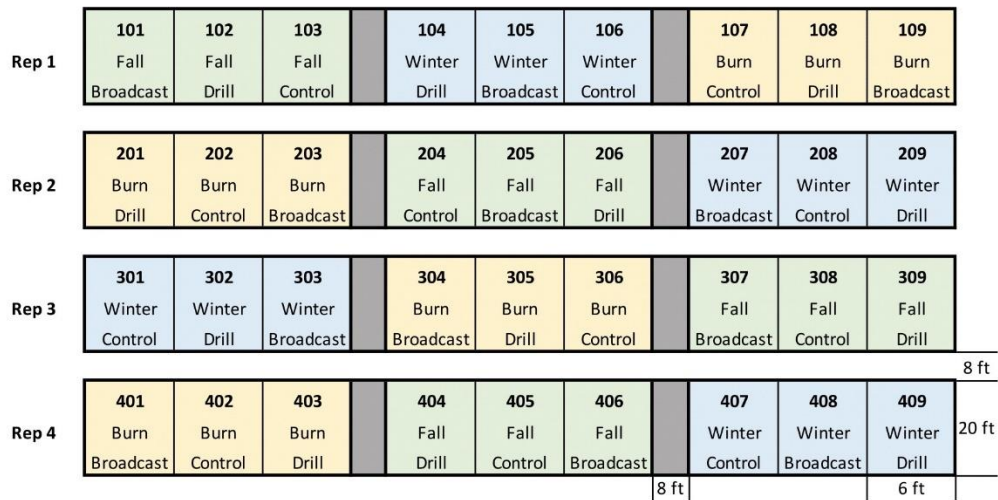 101 102 103 104 105 106 107 108 109
Rep 1 Fall Fall Fall Winter Winter Winter Burn Burn Burn
Broadcast Drill Control Drill Broadcast Control Control Drill Broadcast
201 202 203 204 205 206 207 208 209
Rep 2 Burn Burn Burn Fall Fall Fall Winter Winter Winter
Drill Control Broadcast Control Broadcast Drill Broadcast Control Drill
301 302 303 304 305 306 307 308 309
Rep 3 Winter Winter Winter Burn Burn Burn Fall Fall Fall
Control Drill Broadcast Broadcast Drill Control Broadcast Control Drill
8 ft
401 402 403 404 405 406 407 408 409
Rep 4 Burn Burn Burn Fall Fall Fall Winter Winter Winter 20 ft
Broadcast Control Drill Drill Control Broadcast Control Broadcast Drill
8 ft 6 ft